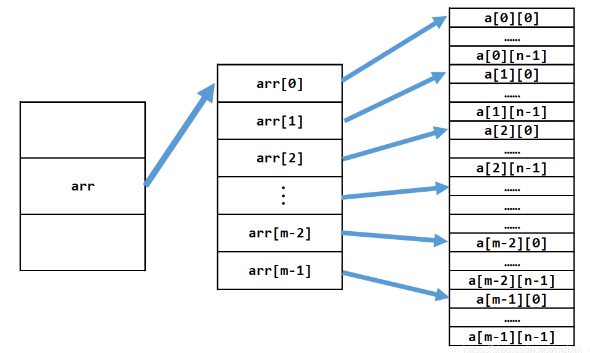 arr
arr[0]
arr[1]
arr[2]
⋮
arr[m-2]
arr[m-1]
a[0][0]
……
a[0][n-1]
a[1][0]
……
a[1][n-1]
a[2][0]
……
a[2][n-1]
……
……
……
a[m-2][0]
……
a[m-2][n-1]
a[m-1][0]
……
a[m-1][n-1]